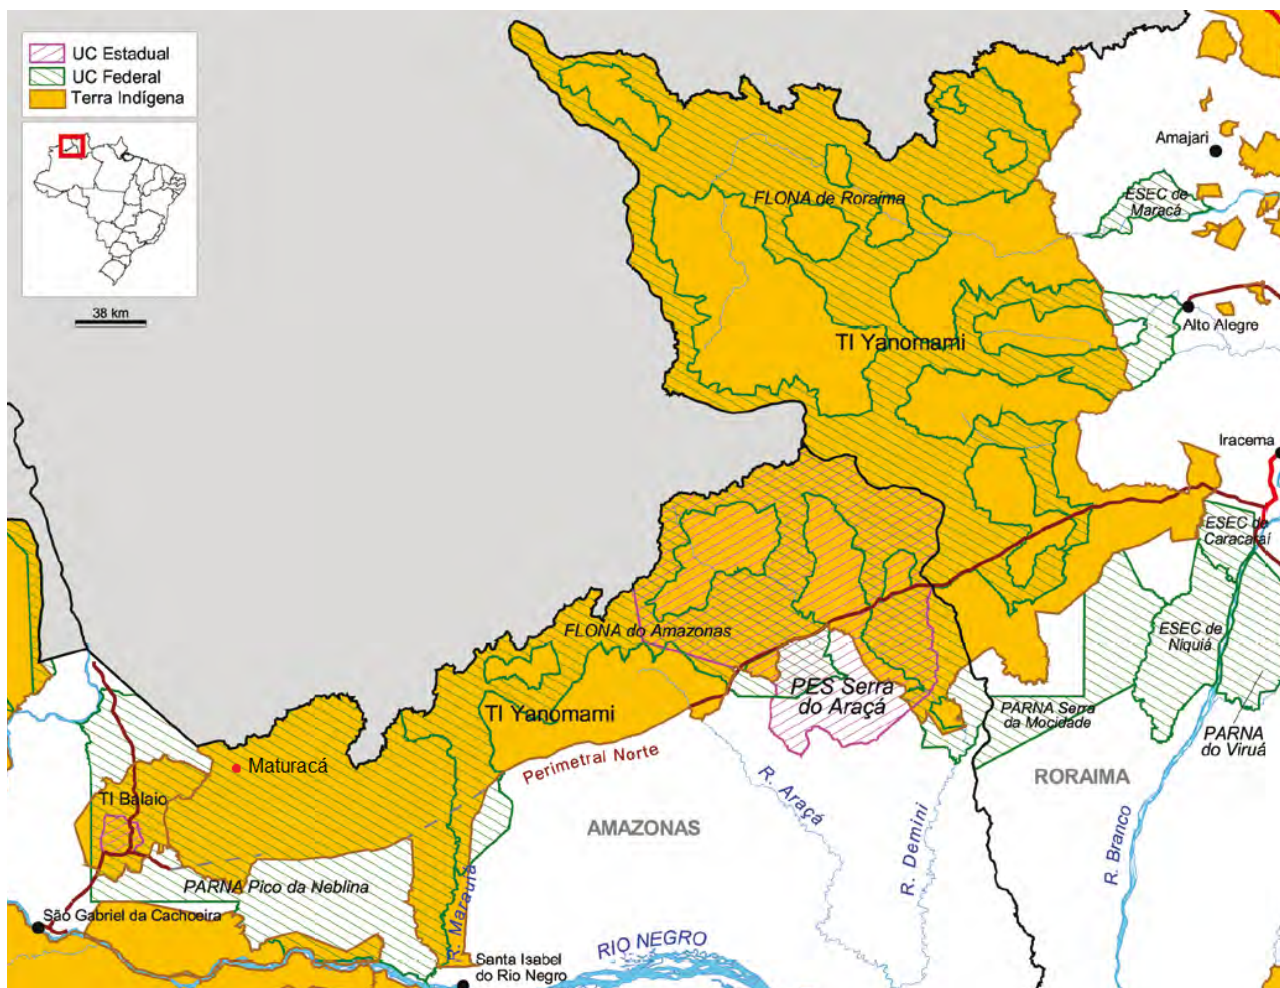 UC Estadual
UC Federal
Terra Indígena
38 km
Amajari
ESEC de
Maracá
FLONA de Roraima
Alto Alegre
TI Yanomami
Iracema
ESEC de
Caracaraí
FLONA do Amazonas
ESEC de
Niquiá
PES Serra
do Araçá
TI Yanomami
PARNA Serra
da Mocidade
PARNA
do Viruá
Maturacá
Perimetral Norte
RORAIMA
TI Balaio
R. Araçá
R. Demini
R. Branco
AMAZONAS
PARNA Pico da Neblina
R. Marauiá
São Gabriel da Cachoeira
RIO NEGRO
Santa Isabel
do Rio Negro